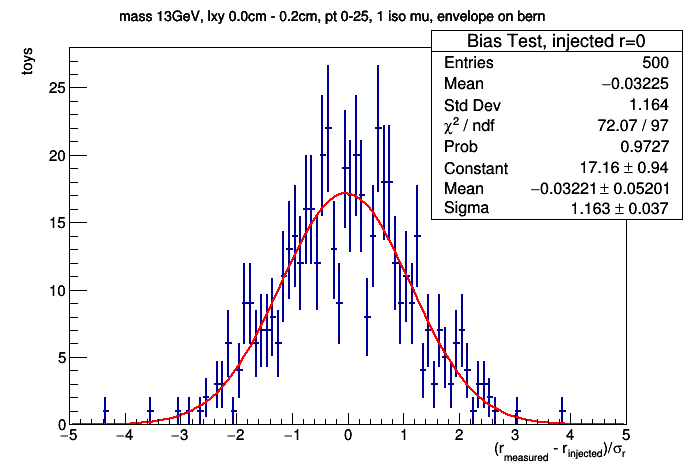 mass 13GeV, lxy 0.0cm - 0.2cm, pt 0-25, 1 iso mu, envelope on bern
Bias Test, injected r=0
Entries 500
Mean −0.03225
Std Dev 1.164
χ² / ndf 72.07 / 97
Prob 0.9727
Constant 17.16 ± 0.94
Mean −0.03221 ± 0.05201
Sigma 1.163 ± 0.037
toys
25
20
15
10
5
0
−5 −4 −3 −2 −1 0 1 2 3 4 5
(r_measured - r_injected)/σ_r